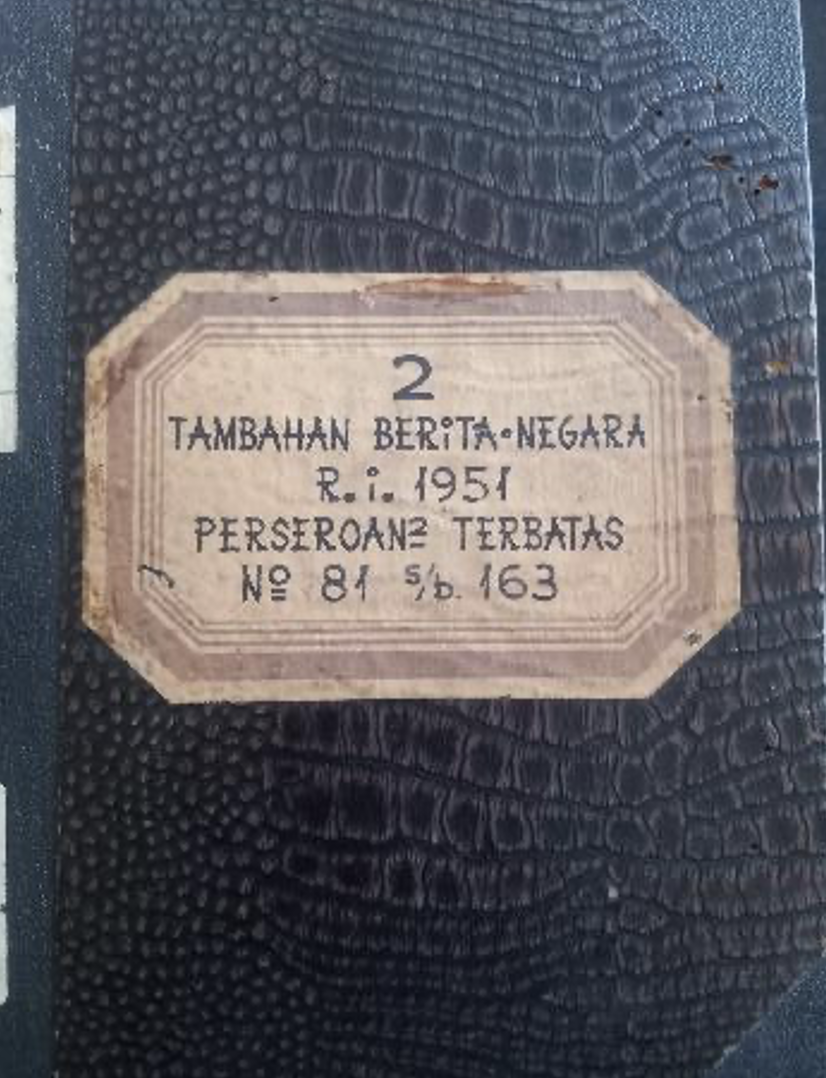 2
TAMBAHAN BERiTA•NEGARA
R. i. 1951
PERSEROAN² TERBATAS
Nº 81 s/b. 163